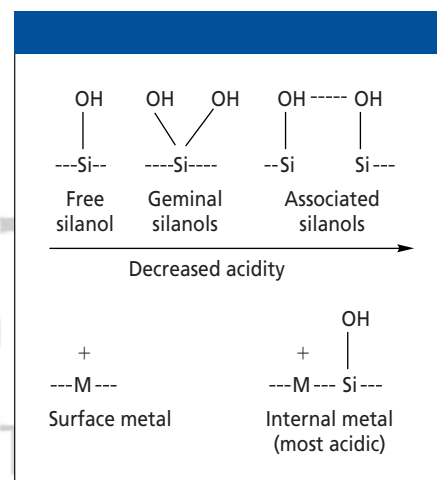 OH OH OH OH ----- OH
---Si-- ----Si---- --Si Si---
Free Geminal Associated
silanol silanols silanols
Decreased acidity
OH
+ +
---M--- ---M--- Si---
Surface metal Internal metal
(most acidic)